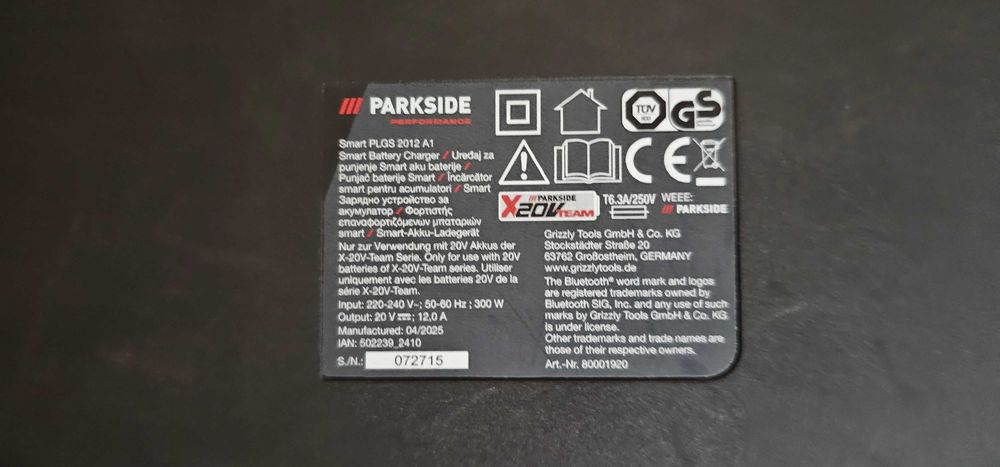 PARKSIDE
PERFORMANCE
Smart PLGS 2012 A1
Smart Battery Charger // Uređaj za
punjenje Smart aku baterije //
Punjač baterije Smart // Încărcător
smart pentru acumulatori // Smart
Зарядно устройство за
акумулатор // Φορτιστής
επαναφορτιζόμενων μπαταριών
smart // Smart-Akku-Ladegerät
Nur zur Verwendung mit 20V Akkus der
X-20V-Team Serie. Only for use with 20V
batteries of X-20V-Team series. Utiliser
uniquement avec les batteries 20V de la
série X-20V-Team.
Input: 220-240 V~; 50-60 Hz ; 300 W
Output: 20 V ⎓; 12,0 A
Manufactured: 04/2025
IAN: 502239_2410
S./N.: 072715
TÜV
GS
CE
PARKSIDE
X20V TEAM
T6.3A/250V
WEEE:
PARKSIDE
Grizzly Tools GmbH & Co. KG
Stockstädter Straße 20
63762 Großostheim, GERMANY
www.grizzlytools.de
The Bluetooth® word mark and logos
are registered trademarks owned by
Bluetooth SIG, Inc. and any use of such
marks by Grizzly Tools GmbH & Co. KG
is under license.
Other trademarks and trade names are
those of their respective owners.
Art.-Nr. 80001920